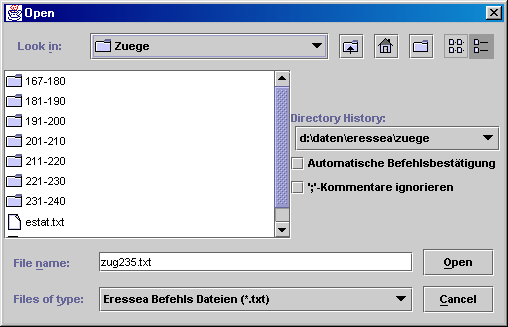 Open
Look in: Zuege
167-180
181-190
191-200
201-210
211-220
221-230
231-240
estat.txt
Directory History:
d:\daten\eressea\zuege
Automatische Befehlsbestätigung
';'-Kommentare ignorieren
File name: zug235.txt
Open
Files of type: Eressea Befehls Dateien (*.txt)
Cancel